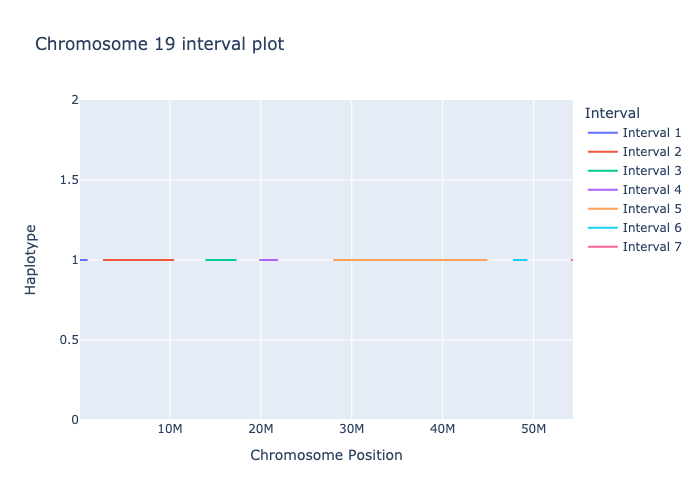 Chromosome 19 interval plot
Interval
Interval 1
Interval 2
Interval 3
Interval 4
Interval 5
Interval 6
Interval 7
Haplotype
2
1.5
1
0.5
0
10M
20M
30M
40M
50M
Chromosome Position